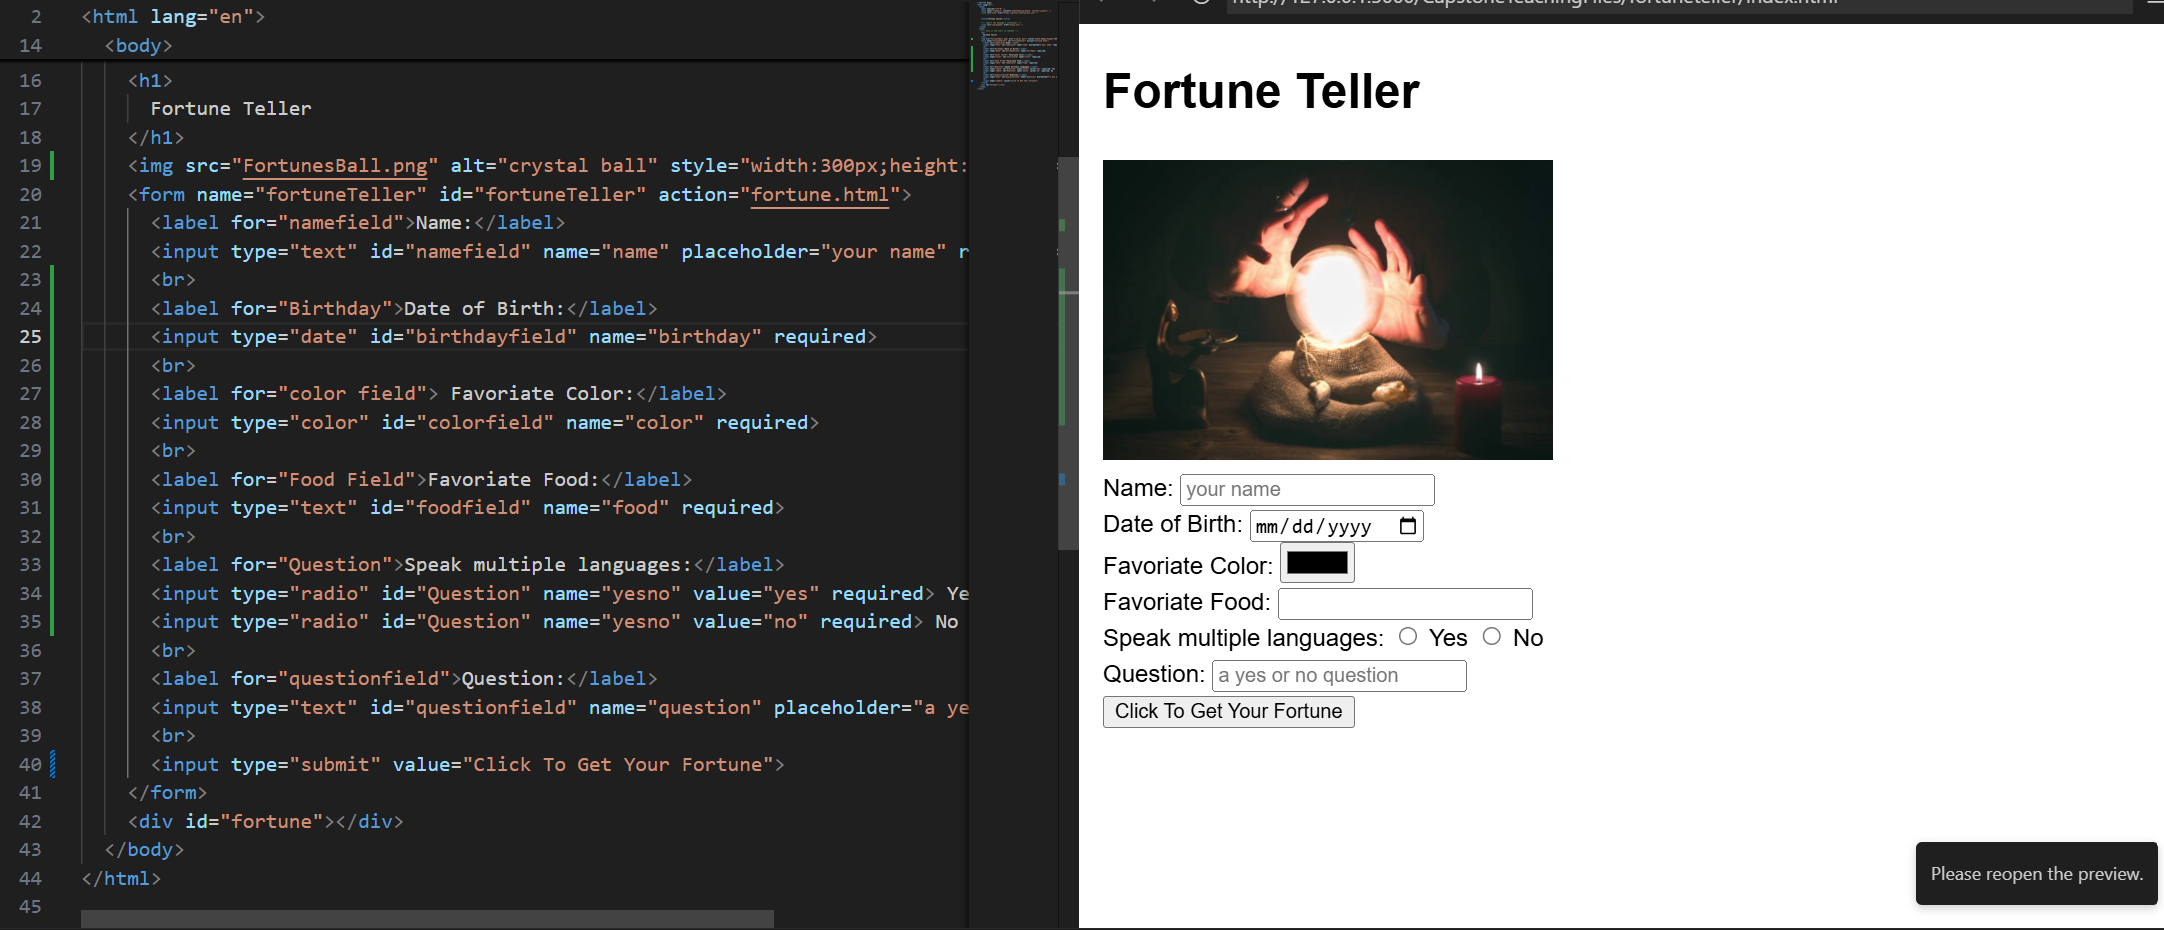 2 <html lang="en">
14 <body>
16 <h1>
17 Fortune Teller
18 </h1>
19 <img src="FortunesBall.png" alt="crystal ball" style="width:300px;height:
20 <form name="fortuneTeller" id="fortuneTeller" action="fortune.html">
21 <label for="namefield">Name:</label>
22 <input type="text" id="namefield" name="name" placeholder="your name" r
23 <br>
24 <label for="Birthday">Date of Birth:</label>
25 <input type="date" id="birthdayfield" name="birthday" required>
26 <br>
27 <label for="color field"> Favoriate Color:</label>
28 <input type="color" id="colorfield" name="color" required>
29 <br>
30 <label for="Food Field">Favoriate Food:</label>
31 <input type="text" id="foodfield" name="food" required>
32 <br>
33 <label for="Question">Speak multiple languages:</label>
34 <input type="radio" id="Question" name="yesno" value="yes" required> Ye
35 <input type="radio" id="Question" name="yesno" value="no" required> No
36 <br>
37 <label for="questionfield">Question:</label>
38 <input type="text" id="questionfield" name="question" placeholder="a ye
39 <br>
40 <input type="submit" value="Click To Get Your Fortune">
41 </form>
42 <div id="fortune"></div>
43 </body>
44 </html>
45
http://127.0.0.1:3000/CapstoneTeachingFiles/fortuneteller/index.html
Fortune Teller
Name: your name
Date of Birth: mm/dd/yyyy
Favoriate Color:
Favoriate Food:
Speak multiple languages: Yes No
Question: a yes or no question
Click To Get Your Fortune
Please reopen the preview.